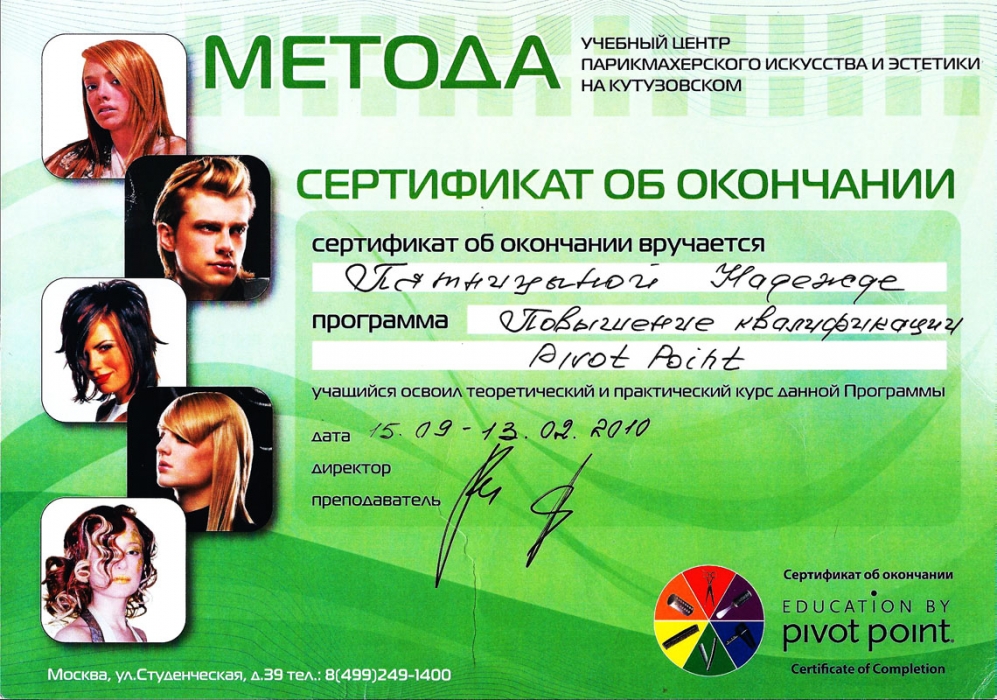 МЕТОДА
УЧЕБНЫЙ ЦЕНТР
ПАРИКМАХЕРСКОГО ИСКУССТВА И ЭСТЕТИКИ
НА КУТУЗОВСКОМ
СЕРТИФИКАТ ОБ ОКОНЧАНИИ
сертификат об окончании вручается
Пятницыной Надежде
программа Повышение квалификации
Pivot Point
учащийся освоил теоретический и практический курс данной Программы
дата 15.09-13.02.2010
директор
преподаватель
Сертификат об окончании
EDUCATION BY
pivot point
Certificate of Completion
Москва, ул.Студенческая, д.39 тел.: 8(499)249-1400